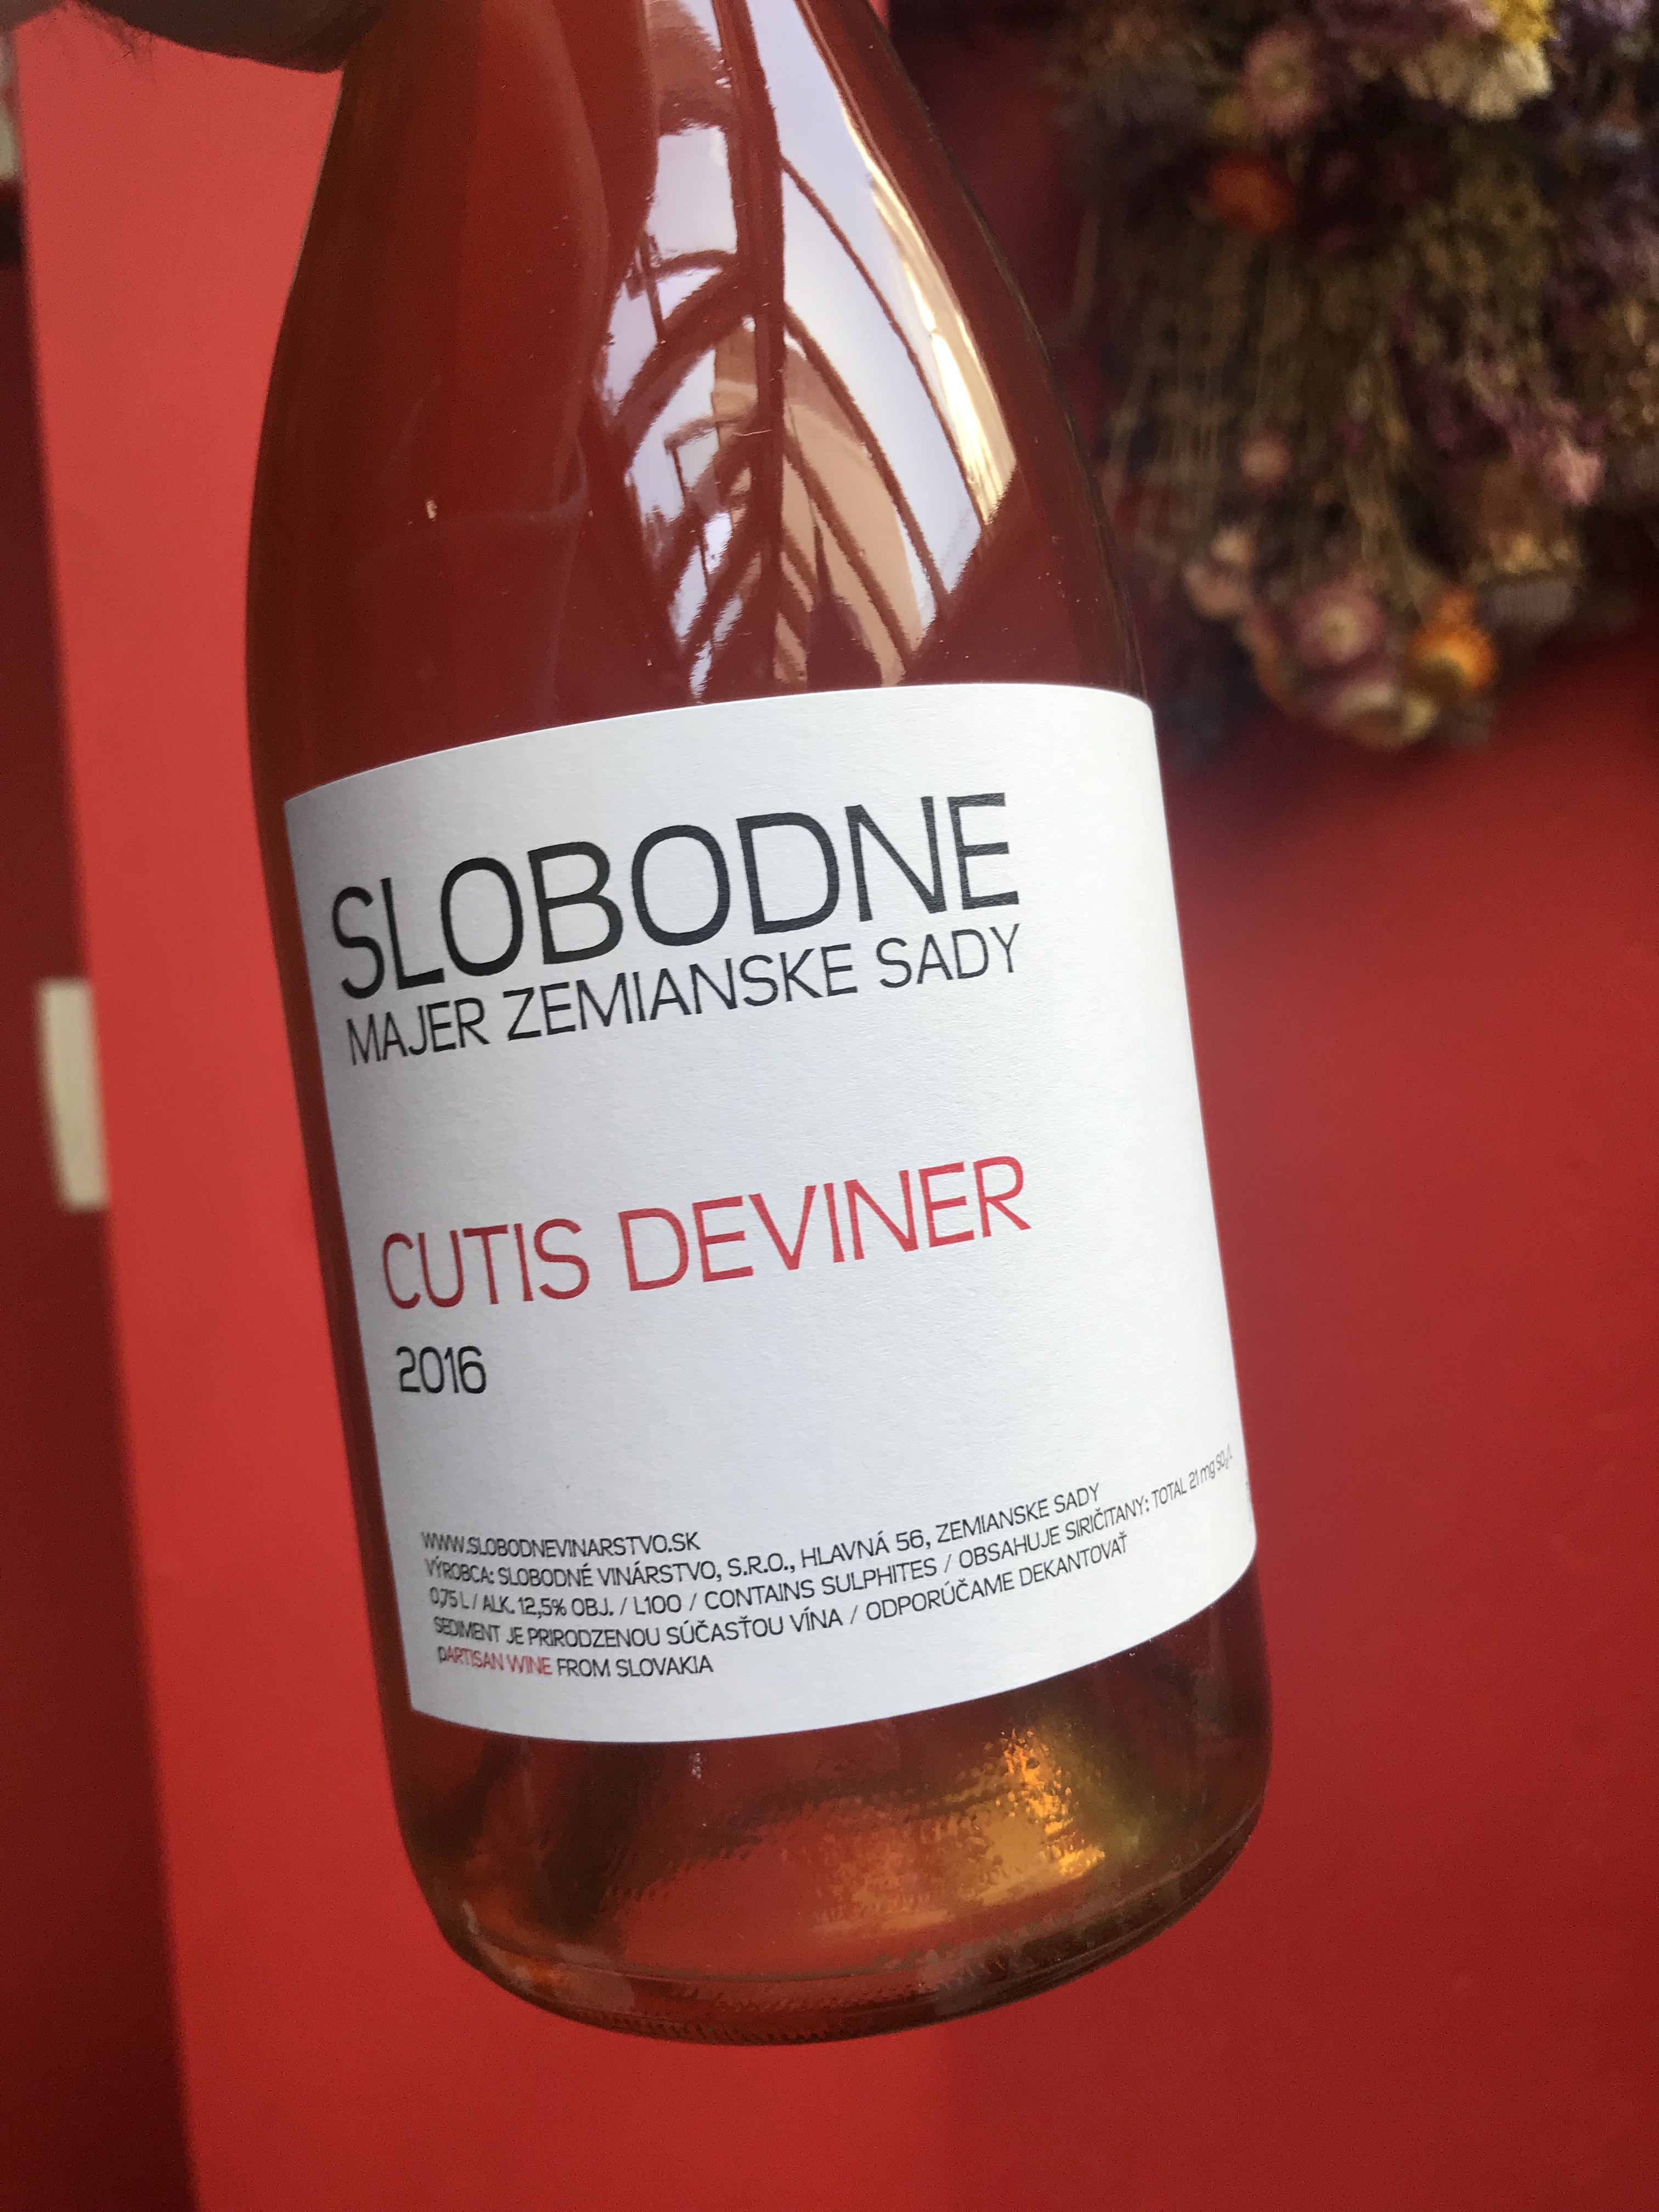 SLOBODNE
MAJER ZEMIANSKE SADY
CUTIS DEVINER
2016
WWW.SLOBODNEVINARSTVO.SK
VÝROBCA: SLOBODNÉ VINÁRSTVO, S.R.O., HLAVNÁ 56, ZEMIANSKE SADY
0,75 L / ALK. 12,5% OBJ. / L100 / CONTAINS SULPHITES / OBSAHUJE SIRIČITANY: TOTAL 21 mg SO₂/L
SEDIMENT JE PRIRODZENOU SÚČASŤOU VÍNA / ODPORÚČAME DEKANTOVAŤ
pARTISAN WINE FROM SLOVAKIA